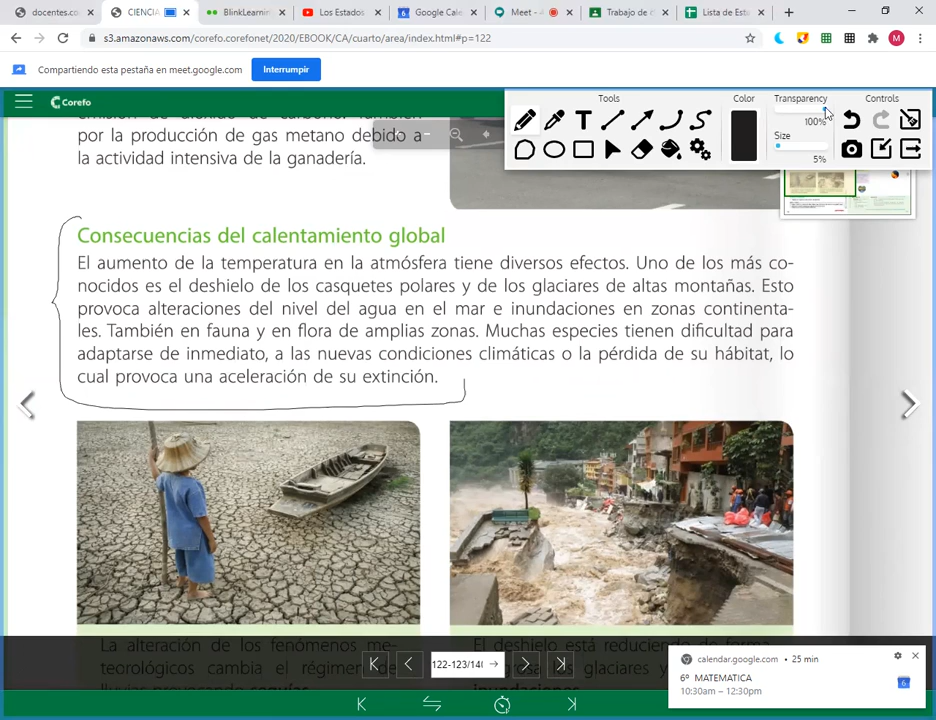 docentes.co
CIENCIA
BlinkLearnin
Los Estados
Google Cale
Meet -
Trabajo de c
Lista de Estu
s3.amazonaws.com/corefo.corefonet/2020/EBOOK/CA/cuarto/area/index.html#p=122
M
Compartiendo esta pestaña en meet.google.com
Interrumpir
Corefo
Tools
Color
Transparency
Controls
100%
Size
5%
por la producción de gas metano debido a
la actividad intensiva de la ganadería.
Consecuencias del calentamiento global
El aumento de la temperatura en la atmósfera tiene diversos efectos. Uno de los más co-
nocidos es el deshielo de los casquetes polares y de los glaciares de altas montañas. Esto
provoca alteraciones del nivel del agua en el mar e inundaciones en zonas continenta-
les. También en fauna y en flora de amplias zonas. Muchas especies tienen dificultad para
adaptarse de inmediato, a las nuevas condiciones climáticas o la pérdida de su hábitat, lo
cual provoca una aceleración de su extinción.
La alteración de los fenómenos me-
teorológicos cambia el régimen de
El deshielo está reduciendo de forma
glaciares y
122-123/140
calendar.google.com • 25 min
6º MATEMATICA
10:30am – 12:30pm